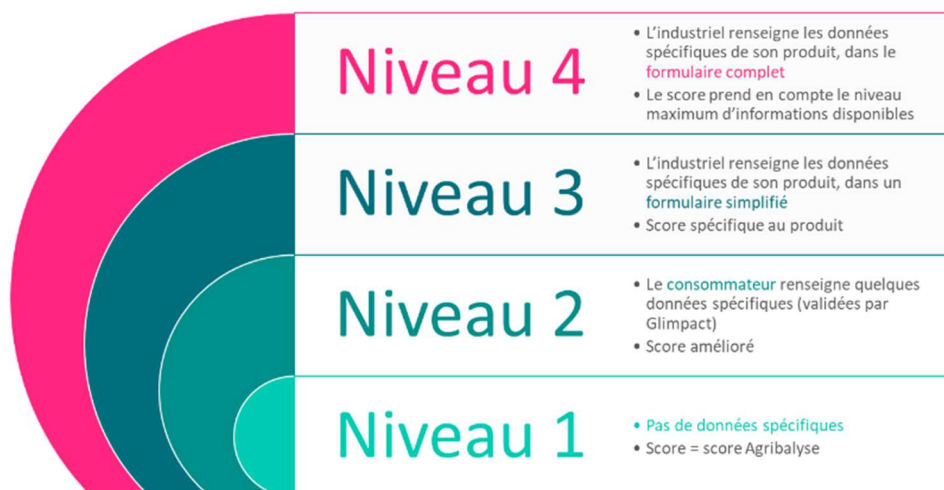 Niveau 4
• L'industriel renseigne les données
spécifiques de son produit, dans le
formulaire complet
• Le score prend en compte le niveau
maximum d'informations disponibles
Niveau 3
• L'industriel renseigne les données
spécifiques de son produit, dans un
formulaire simplifié
• Score spécifique au produit
Niveau 2
• Le consommateur renseigne quelques
données spécifiques (validées par
Glimpact)
• Score amélioré
Niveau 1
• Pas de données spécifiques
• Score = score Agribalyse